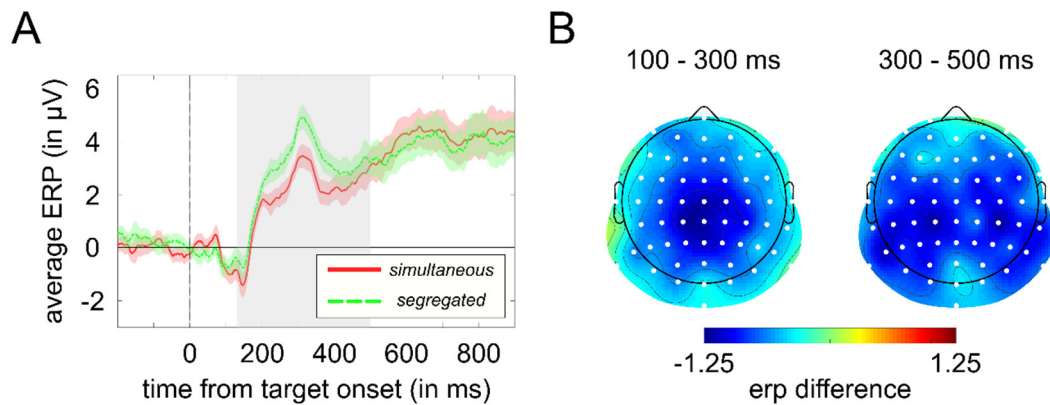 A
B
100 - 300 ms
300 - 500 ms
average ERP (in µV)
6
4
2
0
-2
simultaneous
segregated
0
200
400
600
800
time from target onset (in ms)
-1.25
1.25
erp difference